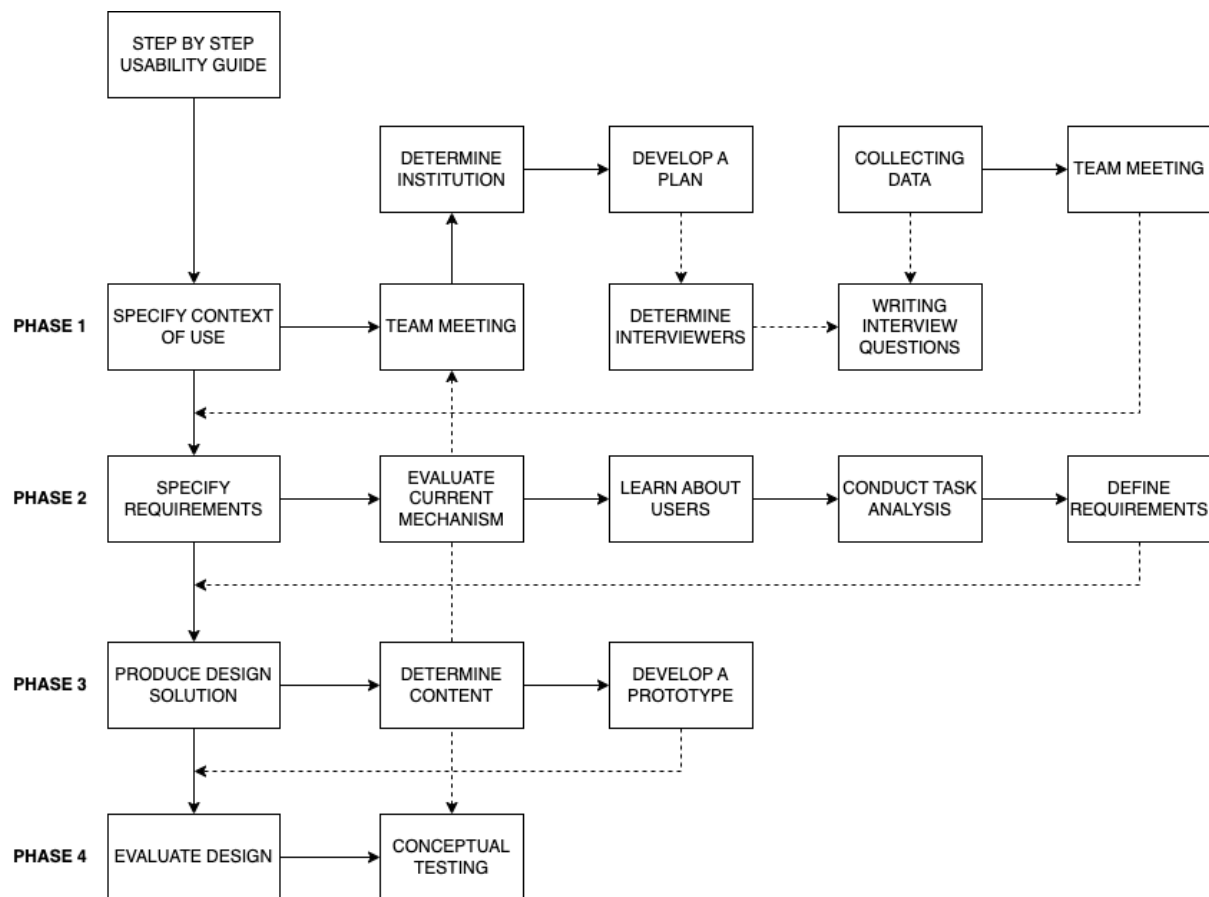 STEP BY STEP
USABILITY GUIDE
DETERMINE
INSTITUTION
DEVELOP A
PLAN
COLLECTING
DATA
TEAM MEETING
PHASE 1
SPECIFY CONTEXT
OF USE
TEAM MEETING
DETERMINE
INTERVIEWERS
WRITING
INTERVIEW
QUESTIONS
PHASE 2
SPECIFY
REQUIREMENTS
EVALUATE
CURRENT
MECHANISM
LEARN ABOUT
USERS
CONDUCT TASK
ANALYSIS
DEFINE
REQUIREMENTS
PHASE 3
PRODUCE DESIGN
SOLUTION
DETERMINE
CONTENT
DEVELOP A
PROTOTYPE
PHASE 4
EVALUATE DESIGN
CONCEPTUAL
TESTING